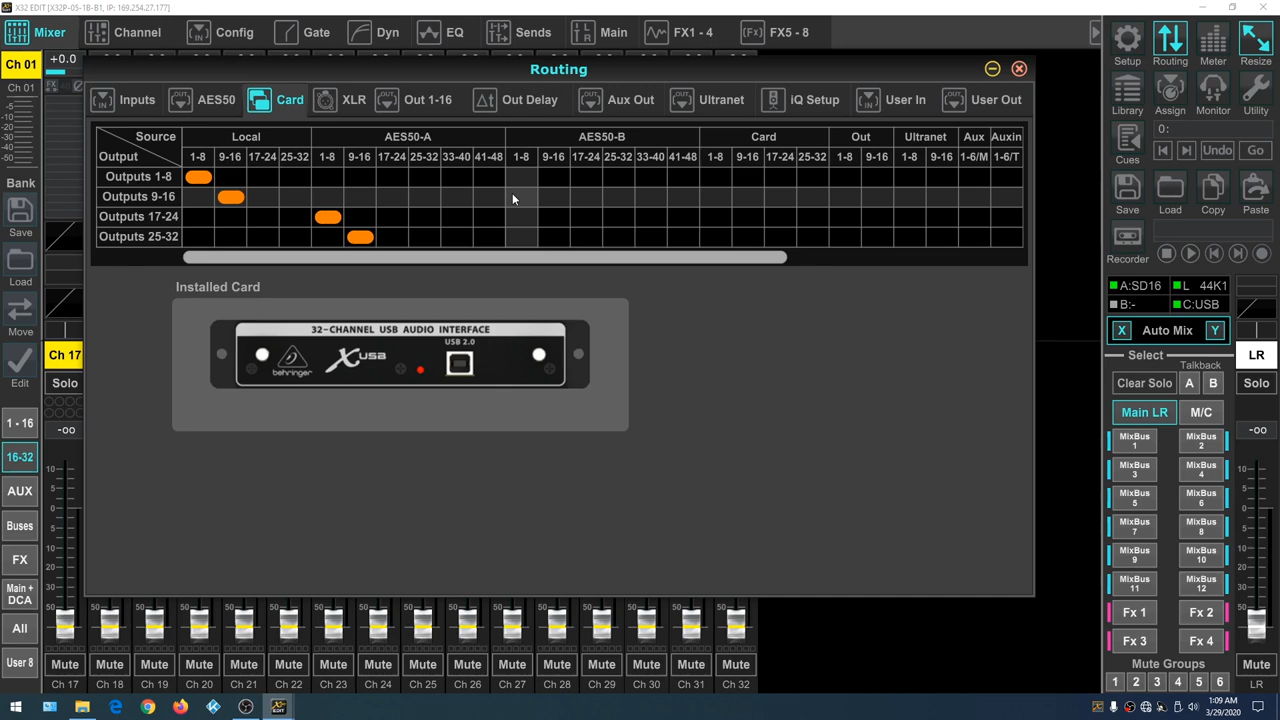 X32 EDIT [X32P-05-1B-B1, IP: 169.254.27.177]
Mixer Channel Config Gate Dyn EQ Sends Main FX1 - 4 FX5 - 8
Ch 01 +0.0
Ch 01
Routing
Inputs AES50 Card XLR Out 1-16 Out Delay Aux Out Ultranet iQ Setup User In User Out
Source Local AES50-A AES50-B Card Out Ultranet Aux Auxin
Output 1-8 9-16 17-24 25-32 1-8 9-16 17-24 25-32 33-40 41-48 1-8 9-16 17-24 25-32 33-40 41-48 1-8 9-16 17-24 25-32 1-8 9-16 1-8 9-16 1-6/M 1-6/T
Outputs 1-8
Outputs 9-16
Outputs 17-24
Outputs 25-32
Installed Card
32-CHANNEL USB AUDIO INTERFACE
USB 2.0
behringer XUSB
Bank
Save
Load
Move
Edit
1 - 16
16-32
AUX
Buses
FX
Main +
DCA
All
User 8
Ch 17
Solo
-oo
Mute Mute Mute Mute Mute Mute Mute Mute Mute Mute Mute Mute Mute Mute Mute Mute
Ch 17 Ch 18 Ch 19 Ch 20 Ch 21 Ch 22 Ch 23 Ch 24 Ch 25 Ch 26 Ch 27 Ch 28 Ch 29 Ch 30 Ch 31 Ch 32
Setup Routing Meter Resize
Library Assign Monitor Utility
Cues 0:
Undo Go
Save Load Copy Paste
Recorder
A:SD16 L 44K1
B:- C:USB
X Auto Mix Y
Select
Talkback
Clear Solo A B
Main LR M/C
MixBus 1 MixBus 2
MixBus 3 MixBus 4
MixBus 5 MixBus 6
MixBus 7 MixBus 8
MixBus 9 MixBus 10
MixBus 11 MixBus 12
Fx 1 Fx 2
Fx 3 Fx 4
Mute Groups
1 2 3 4 5 6
LR
Solo
-oo
Mute
LR
1:09 AM
3/29/2020